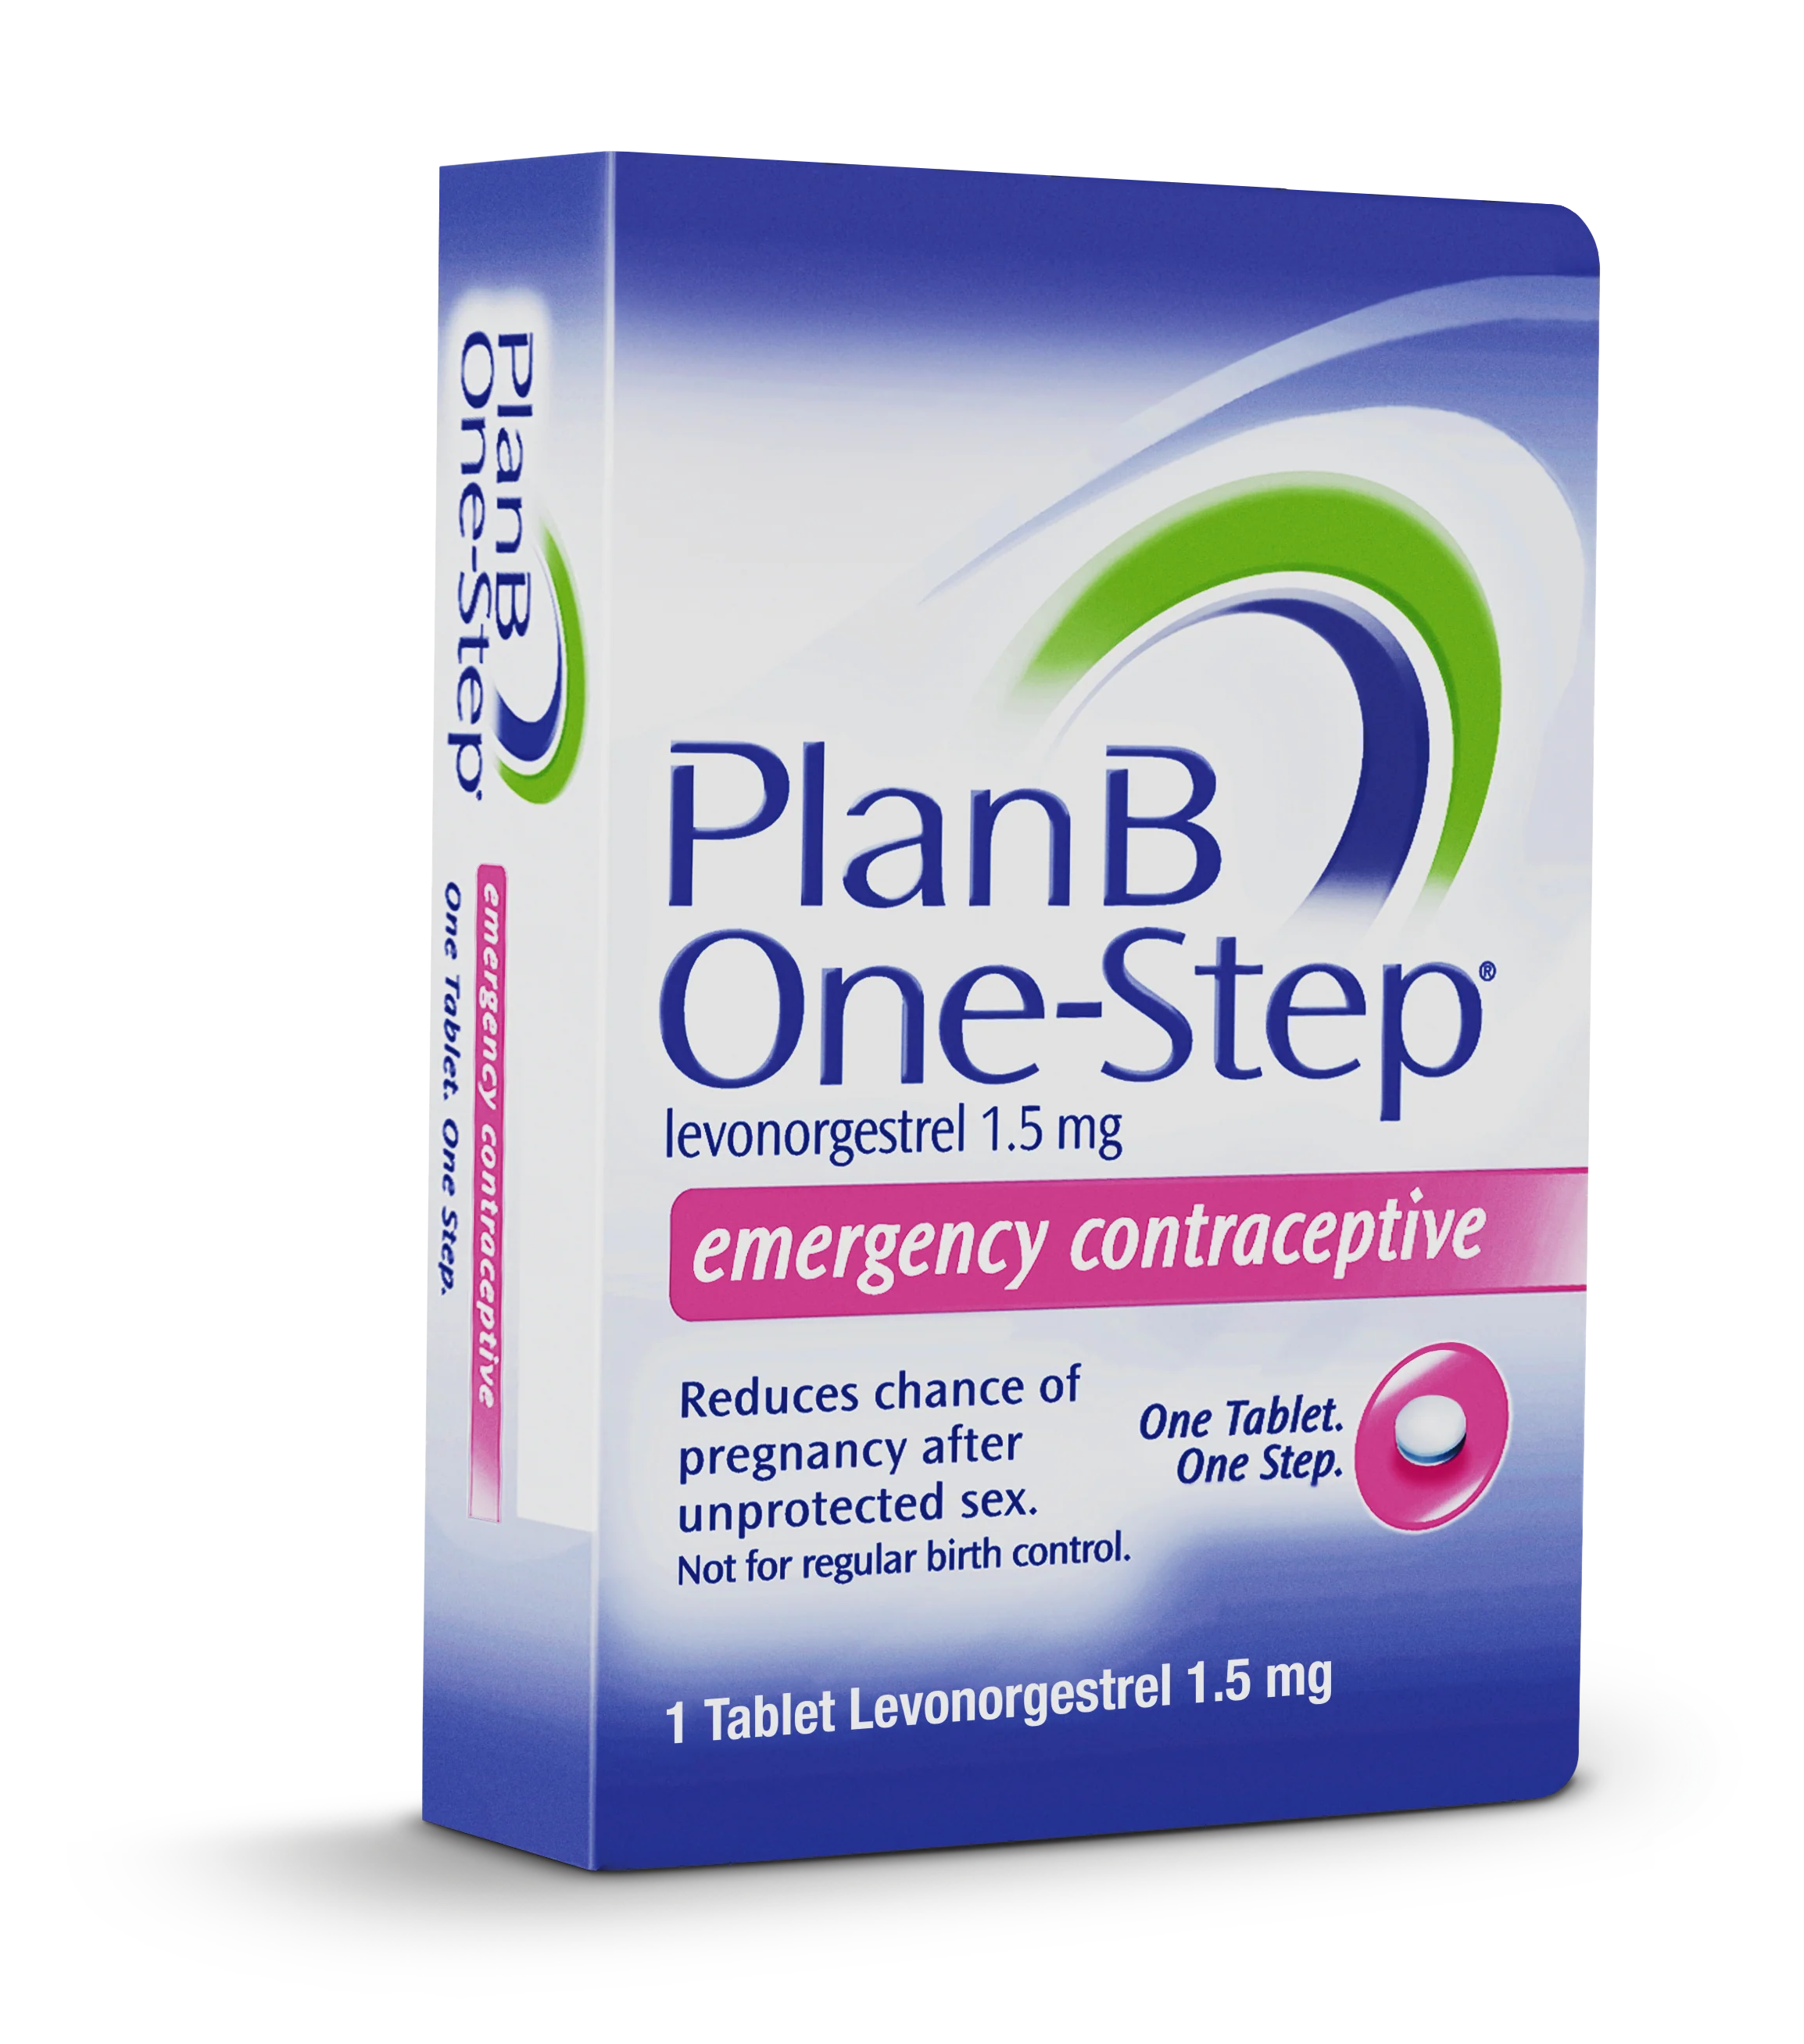 Plan B
One-Step
emergency contraceptive
One Tablet. One Step.
Plan B
One-Step®
levonorgestrel 1.5 mg
emergency contraceptive
Reduces chance of
pregnancy after
unprotected sex.
Not for regular birth control.
One Tablet.
One Step.
1 Tablet Levonorgestrel 1.5 mg